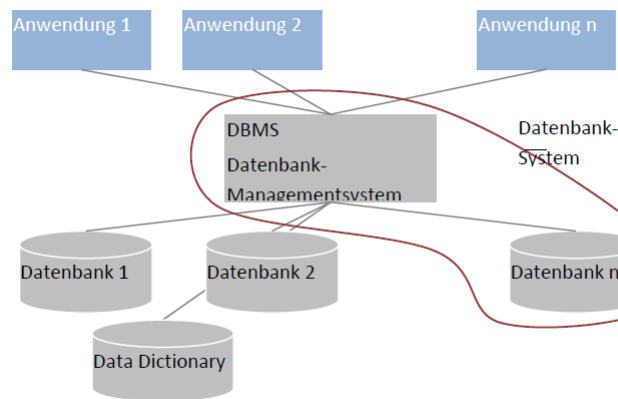 Anwendung 1
Anwendung 2
Anwendung n
DBMS
Datenbank-
Managementsystem
Datenbank-
System
Datenbank 1
Datenbank 2
Datenbank n
Data Dictionary